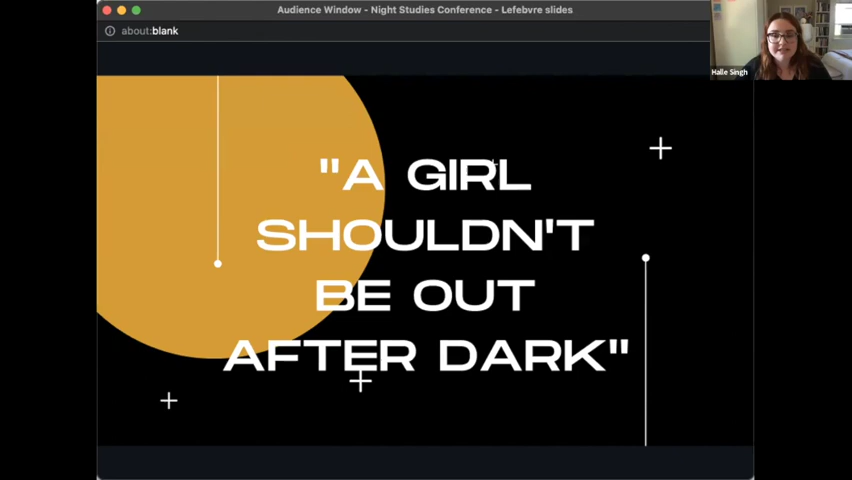 Audience Window - Night Studies Conference - Lefebvre slides
about:blank
Halle Singh
"A GIRL
SHOULDN'T
BE OUT
AFTER DARK"